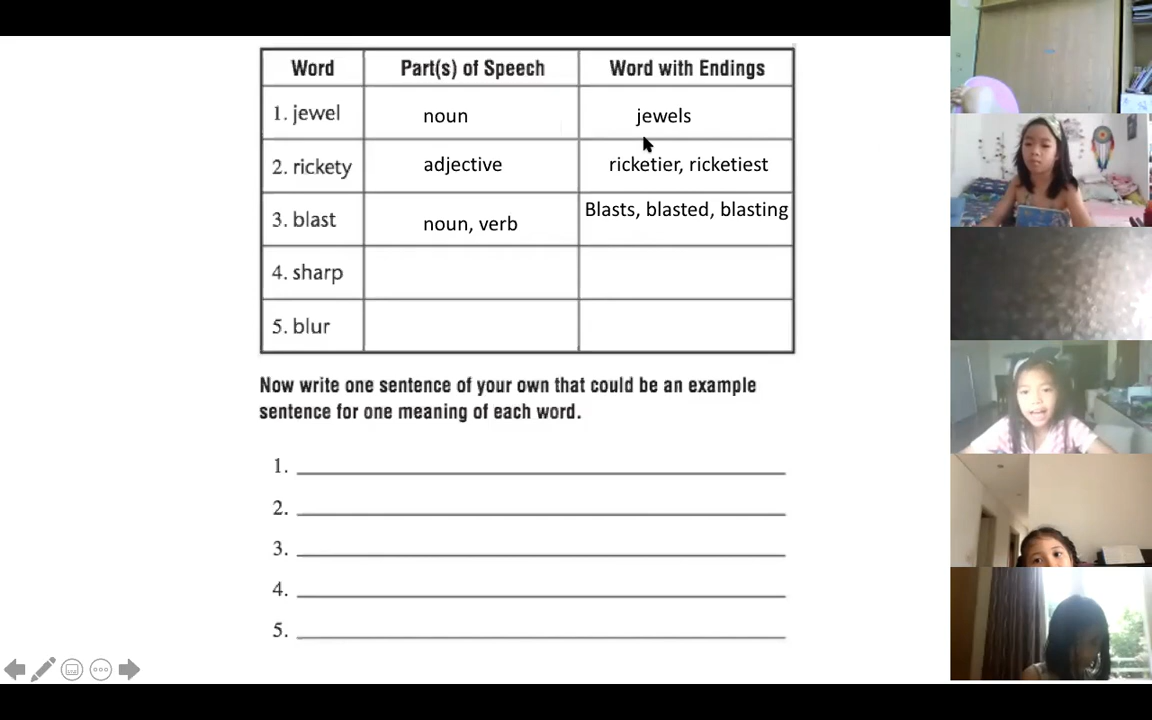 Word Part(s) of Speech Word with Endings
1. jewel noun jewels
2. rickety adjective ricketier, ricketiest
3. blast noun, verb Blasts, blasted, blasting
4. sharp
5. blur
Now write one sentence of your own that could be an example
sentence for one meaning of each word.
1.
2.
3.
4.
5.